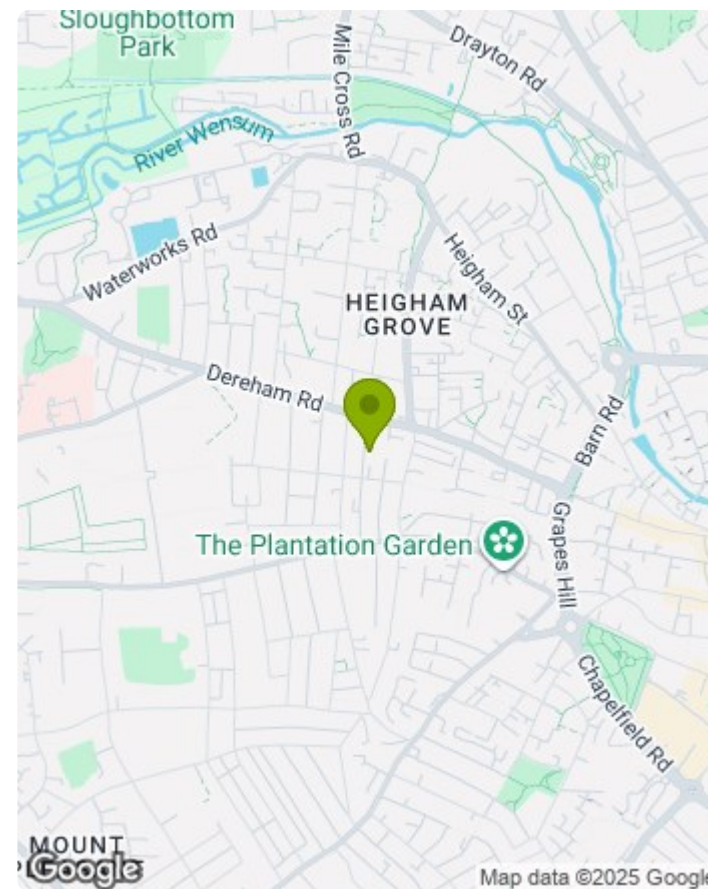 Sloughbottom
Park
Mile Cross Rd
Drayton Rd
River Wensum
Waterworks Rd
Heigham St
HEIGHAM
GROVE
Dereham Rd
Barn Rd
The Plantation Garden
Grapes Hill
Chapelfield Rd
MOUNT
Google
Map data ©2025 Google